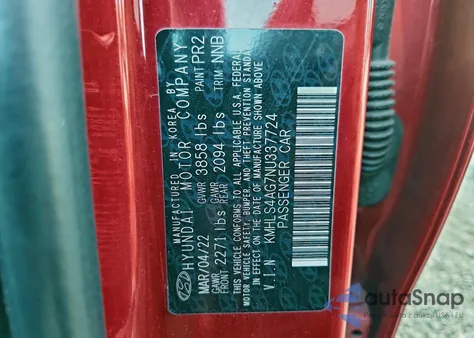 MANUFACTURED IN KOREA BY
HYUNDAI MOTOR COMPANY
MAR/04/22 GVWR 3858 lbs PAINT PR2
GAWR FRONT 2271 lbs GAWR REAR 2094 lbs TRIM NNB
THIS VEHICLE CONFORMS TO ALL APPLICABLE U.S.A. FEDERAL
MOTOR VEHICLE SAFETY, BUMPER, AND THEFT PREVENTION STANDARDS
IN EFFECT ON THE DATE OF MANUFACTURE SHOWN ABOVE
V.I.N KMHLS4AG7NU337724
PASSENGER CAR
autaSnap